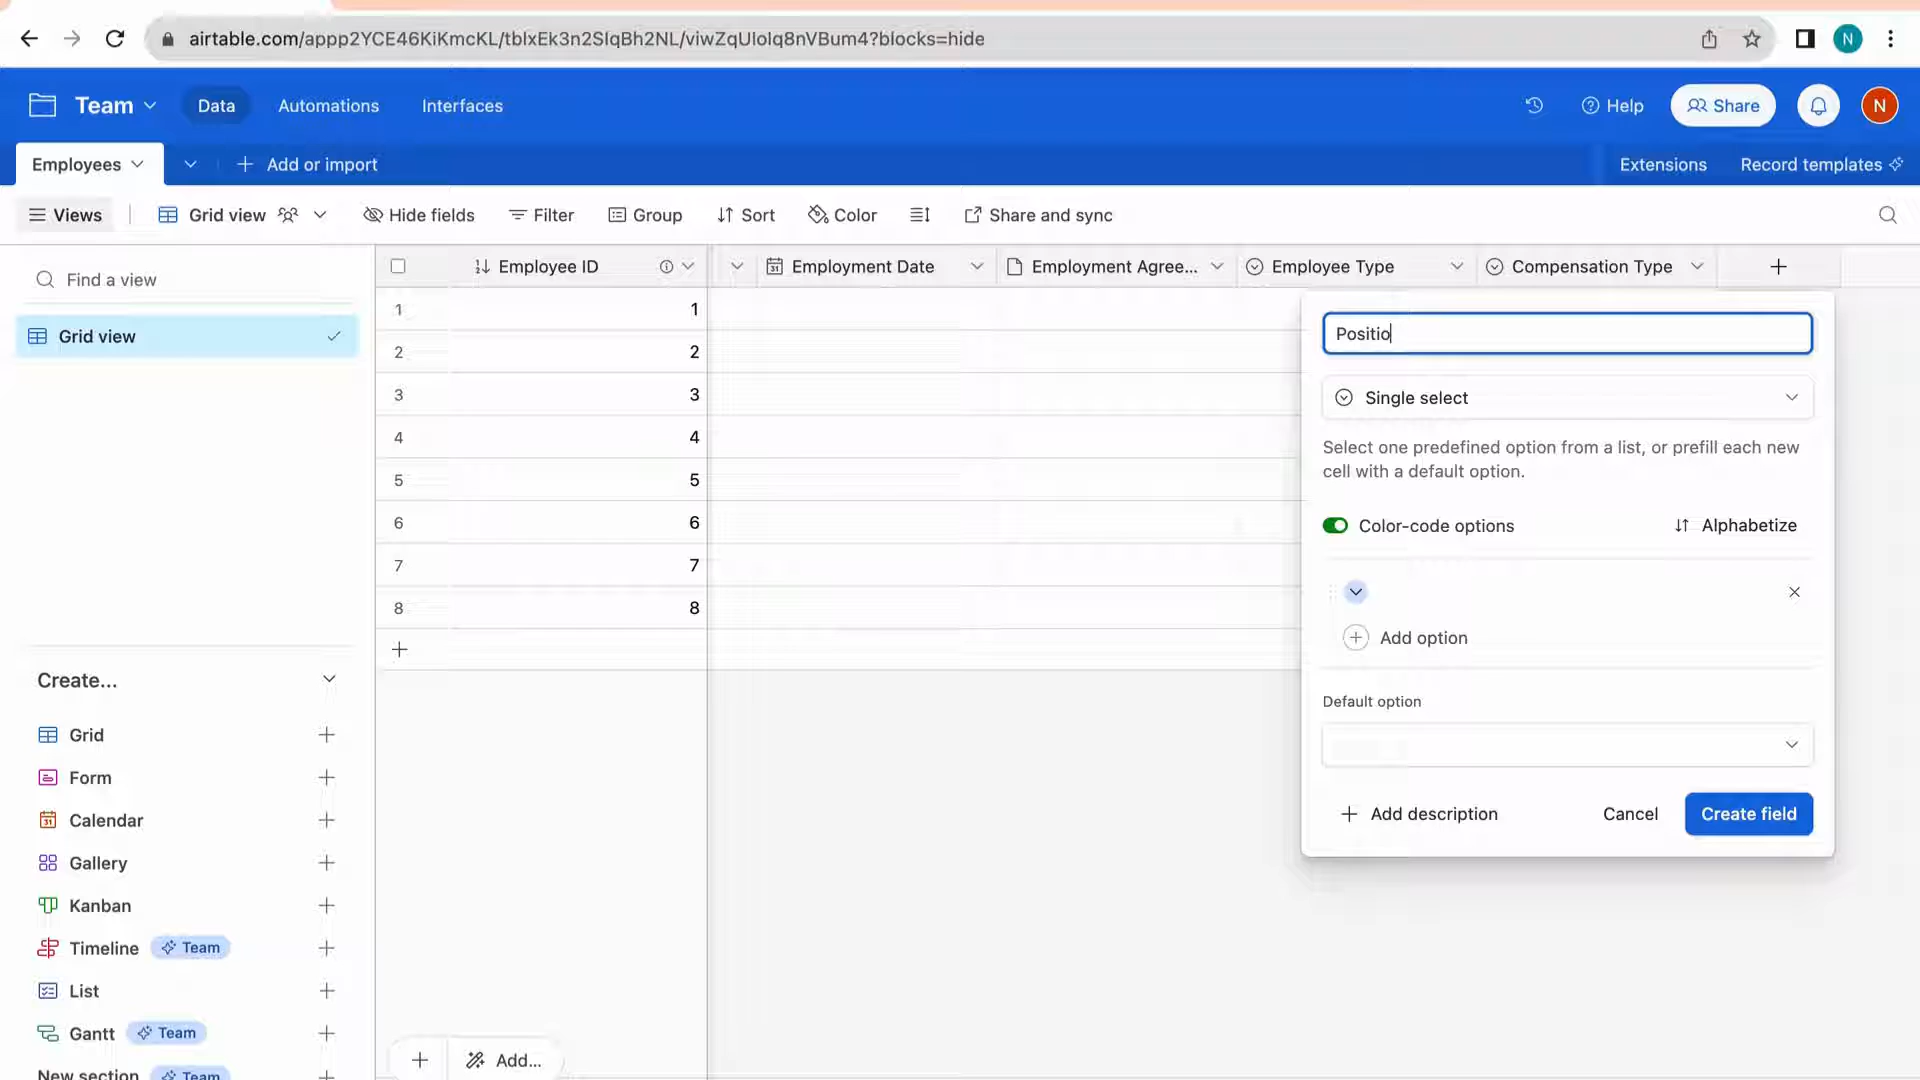 airtable.com/appp2YCE46KiKmcKL/tblxEk3n2SlqBh2NL/viwZqUloIq8nVBum4?blocks=hide
N
Team
Data
Automations
Interfaces
Help
Share
N
Employees
Add or import
Extensions
Record templates
Views
Grid view
Hide fields
Filter
Group
Sort
Color
Share and sync
Find a view
Grid view
Employee ID
Employment Date
Employment Agree...
Employee Type
Compensation Type
1 1
2 2
3 3
4 4
5 5
6 6
7 7
8 8
Positio
Single select
Select one predefined option from a list, or prefill each new
cell with a default option.
Color-code options
Alphabetize
Add option
Default option
Add description
Cancel
Create field
Create...
Grid
Form
Calendar
Gallery
Kanban
Timeline Team
List
Gantt Team
New section Team
Add...